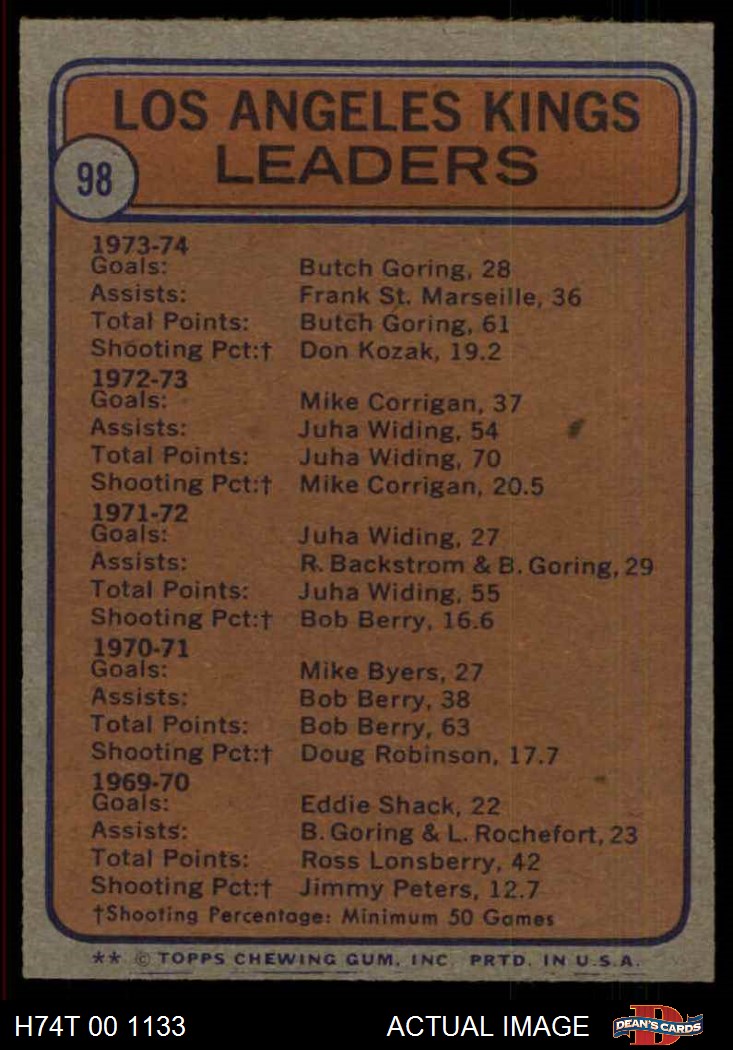 LOS ANGELES KINGS
LEADERS
98
1973-74
Goals: Butch Goring, 28
Assists: Frank St. Marseille, 36
Total Points: Butch Goring, 61
Shooting Pct:† Don Kozak, 19.2
1972-73
Goals: Mike Corrigan, 37
Assists: Juha Widing, 54
Total Points: Juha Widing, 70
Shooting Pct:† Mike Corrigan, 20.5
1971-72
Goals: Juha Widing, 27
Assists: R. Backstrom & B. Goring, 29
Total Points: Juha Widing, 55
Shooting Pct:† Bob Berry, 16.6
1970-71
Goals: Mike Byers, 27
Assists: Bob Berry, 38
Total Points: Bob Berry, 63
Shooting Pct:† Doug Robinson, 17.7
1969-70
Goals: Eddie Shack, 22
Assists: B. Goring & L. Rochefort, 23
Total Points: Ross Lonsberry, 42
Shooting Pct:† Jimmy Peters, 12.7
†Shooting Percentage: Minimum 50 Games
** © TOPPS CHEWING GUM, INC. PRTD. IN U.S.A.
H74T 00 1133 ACTUAL IMAGE DEAN'S CARDS